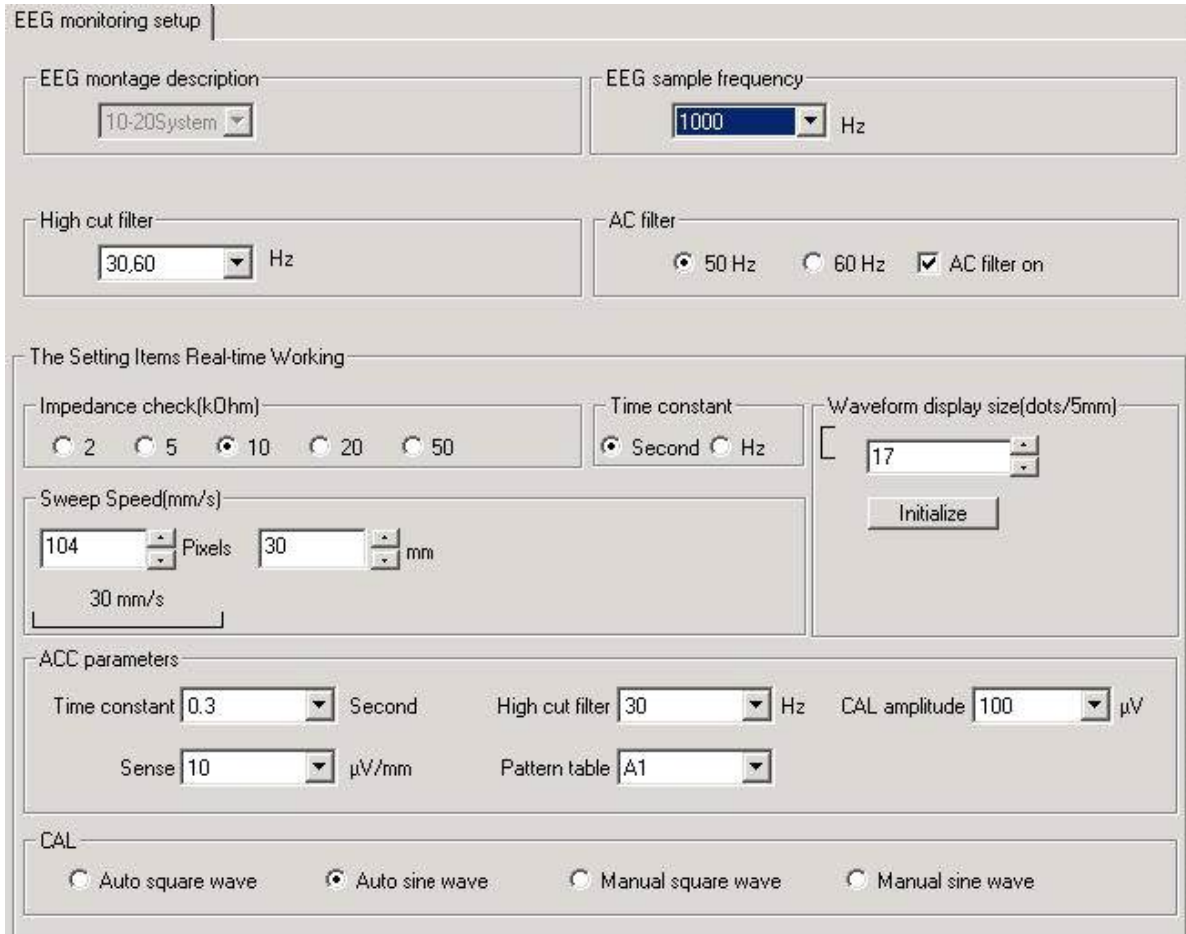 EEG monitoring setup
EEG montage description
10-20System
EEG sample frequency
1000 Hz
High cut filter
30,60 Hz
AC filter
50 Hz 60 Hz AC filter on
The Setting Items Real-time Working
Impedance check(kOhm)
2 5 10 20 50
Time constant
Second Hz
Waveform display size(dots/5mm)
17
Initialize
Sweep Speed(mm/s)
104 Pixels 30 mm
30 mm/s
ACC parameters
Time constant 0.3 Second High cut filter 30 Hz CAL amplitude 100 µV
Sense 10 µV/mm Pattern table A1
CAL
Auto square wave Auto sine wave Manual square wave Manual sine wave